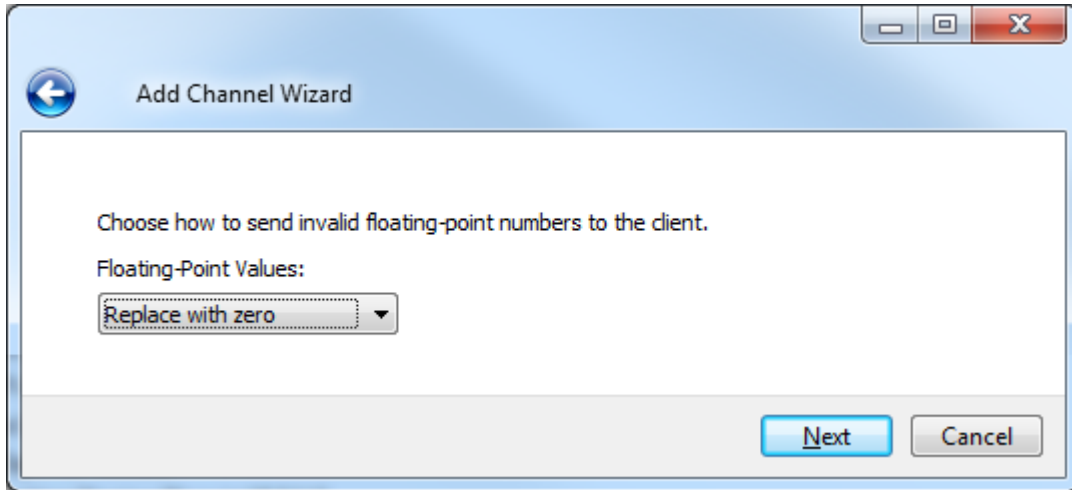 Add Channel Wizard
Choose how to send invalid floating-point numbers to the client.
Floating-Point Values:
Replace with zero
Next Cancel